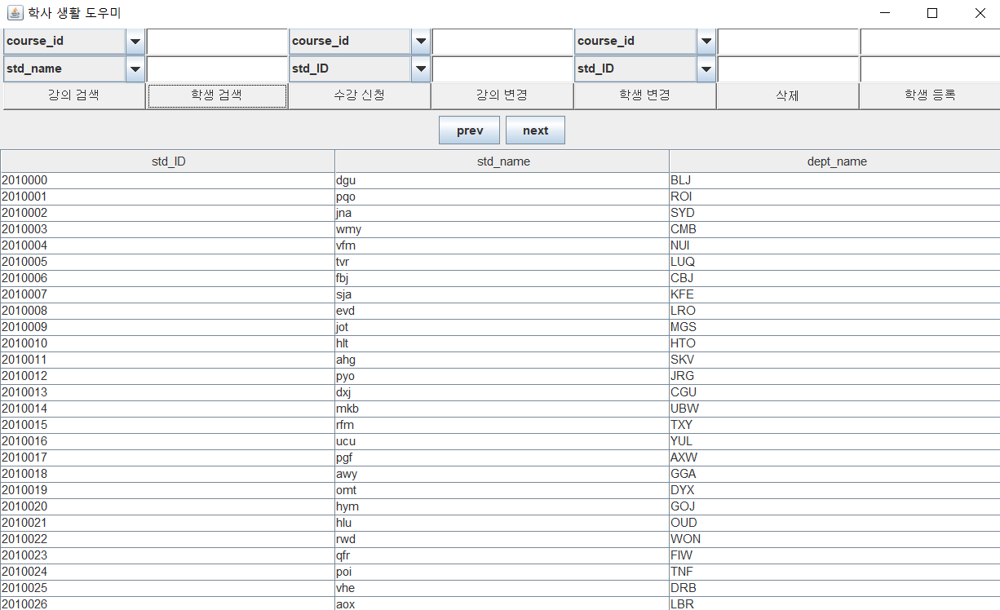 학사 생활 도우미
course_id course_id course_id
std_name std_ID std_ID
강의 검색 학생 검색 수강 신청 강의 변경 학생 변경 삭제 학생 등록
prev next
std_ID std_name dept_name
2010000 dgu BLJ
2010001 pqo ROI
2010002 jna SYD
2010003 wmy CMB
2010004 vfm NUI
2010005 tvr LUQ
2010006 fbj CBJ
2010007 sja KFE
2010008 evd LRO
2010009 jot MGS
2010010 hlt HTO
2010011 ahg SKV
2010012 pyo JRG
2010013 dxj CGU
2010014 mkb UBW
2010015 rfm TXY
2010016 ucu YUL
2010017 pgf AXW
2010018 awy GGA
2010019 omt DYX
2010020 hym GOJ
2010021 hlu OUD
2010022 rwd WON
2010023 qfr FIW
2010024 poi TNF
2010025 vhe DRB
2010026 aox LBR